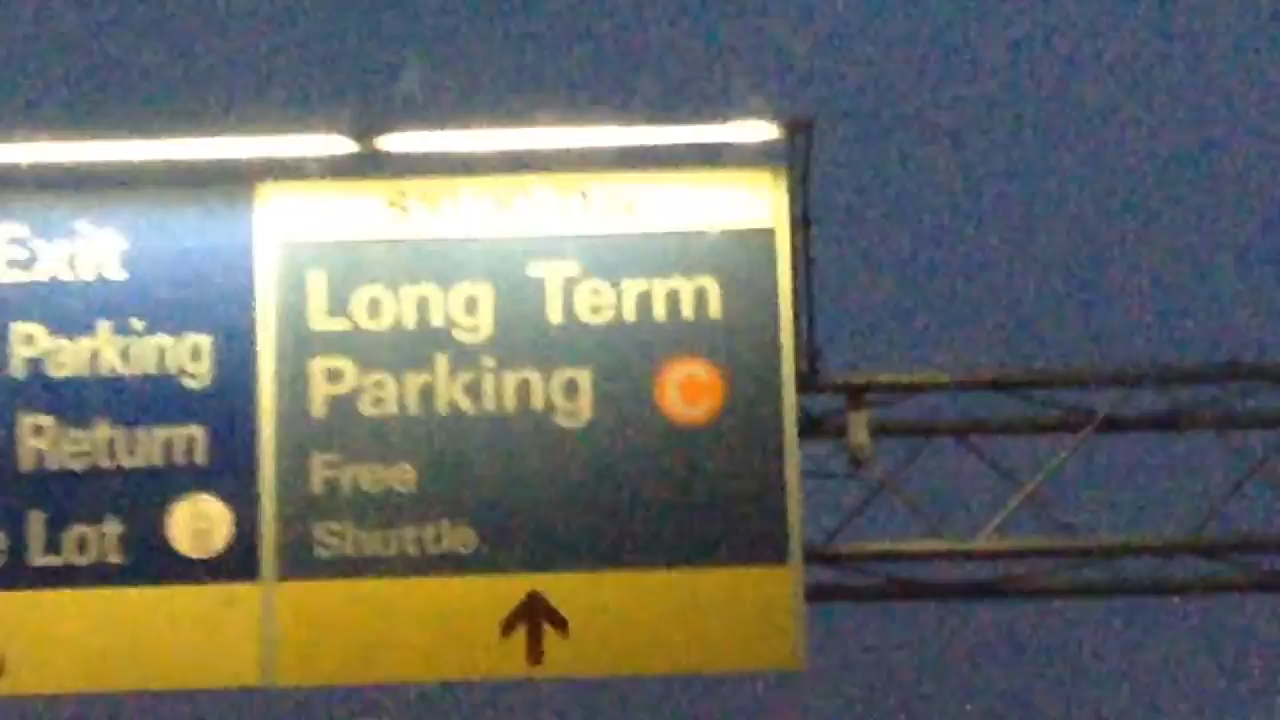 Exit
Parking
Return
Lot
Long Term
Parking C
Free
Shuttle